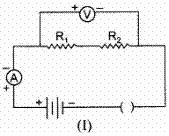 + V −
R₁ R₂
−
A
+
+ −
( )
(I)